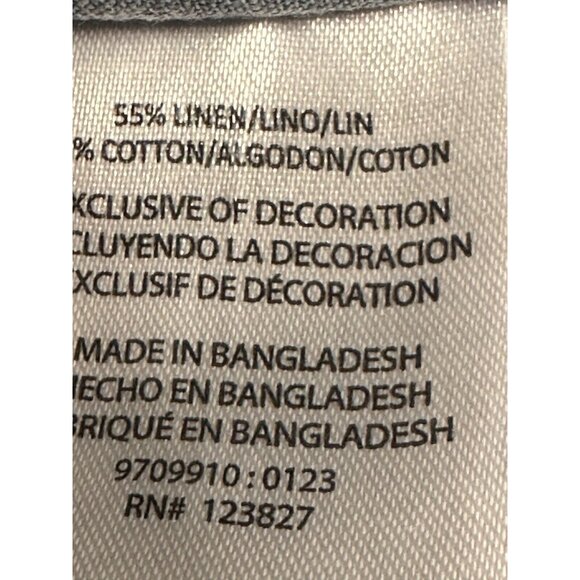 55% LINEN/LINO/LIN
% COTTON/ALGODON/COTON
XCLUSIVE OF DECORATION
CLUYENDO LA DECORACION
XCLUSIF DE DÉCORATION
MADE IN BANGLADESH
HECHO EN BANGLADESH
BRIQUÉ EN BANGLADESH
9709910:0123
RN# 123827